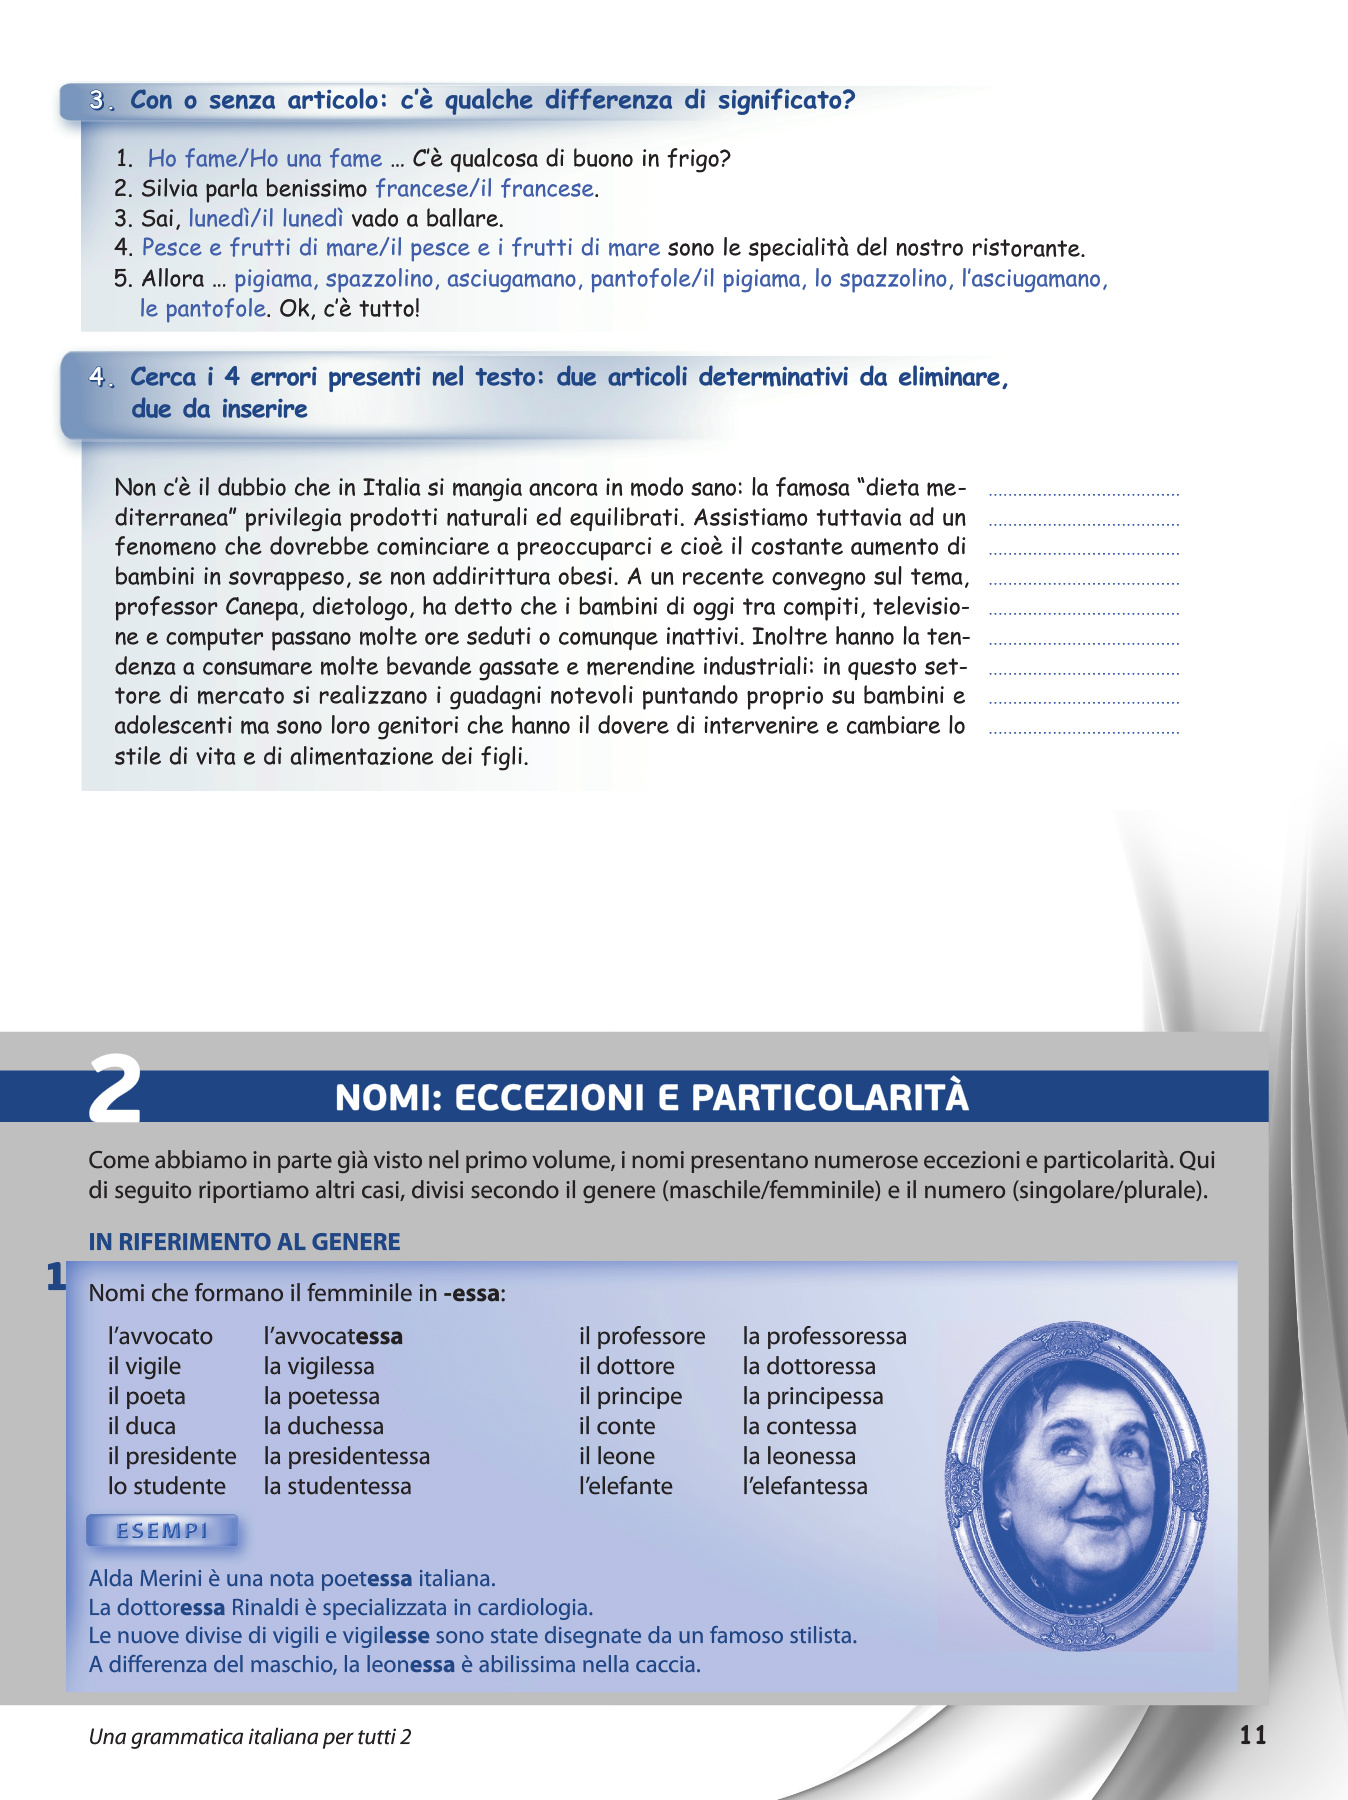 3. Con o senza articolo: c'è qualche differenza di significato?
1. Ho fame/Ho una fame ... C'è qualcosa di buono in frigo?
2. Silvia parla benissimo francese/il francese.
3. Sai, lunedì/il lunedì vado a ballare.
4. Pesce e frutti di mare/il pesce e i frutti di mare sono le specialità del nostro ristorante.
5. Allora ... pigiama, spazzolino, asciugamano, pantofole/il pigiama, lo spazzolino, l'asciugamano,
le pantofole. Ok, c'è tutto!
4. Cerca i 4 errori presenti nel testo: due articoli determinativi da eliminare,
due da inserire
Non c'è il dubbio che in Italia si mangia ancora in modo sano: la famosa “dieta me-
diterranea” privilegia prodotti naturali ed equilibrati. Assistiamo tuttavia ad un
fenomeno che dovrebbe cominciare a preoccuparci e cioè il costante aumento di
bambini in sovrappeso, se non addirittura obesi. A un recente convegno sul tema,
professor Canepa, dietologo, ha detto che i bambini di oggi tra compiti, televisio-
ne e computer passano molte ore seduti o comunque inattivi. Inoltre hanno la ten-
denza a consumare molte bevande gassate e merendine industriali: in questo set-
tore di mercato si realizzano i guadagni notevoli puntando proprio su bambini e
adolescenti ma sono loro genitori che hanno il dovere di intervenire e cambiare lo
stile di vita e di alimentazione dei figli.
2 NOMI: ECCEZIONI E PARTICOLARITÀ
Come abbiamo in parte già visto nel primo volume, i nomi presentano numerose eccezioni e particolarità. Qui
di seguito riportiamo altri casi, divisi secondo il genere (maschile/femminile) e il numero (singolare/plurale).
IN RIFERIMENTO AL GENERE
1
Nomi che formano il femminile in -essa:
l'avvocato l'avvocatessa il professore la professoressa
il vigile la vigilessa il dottore la dottoressa
il poeta la poetessa il principe la principessa
il duca la duchessa il conte la contessa
il presidente la presidentessa il leone la leonessa
lo studente la studentessa l'elefante l'elefantessa
ESEMPI
Alda Merini è una nota poetessa italiana.
La dottoressa Rinaldi è specializzata in cardiologia.
Le nuove divise di vigili e vigilesse sono state disegnate da un famoso stilista.
A differenza del maschio, la leonessa è abilissima nella caccia.
Una grammatica italiana per tutti 2 11